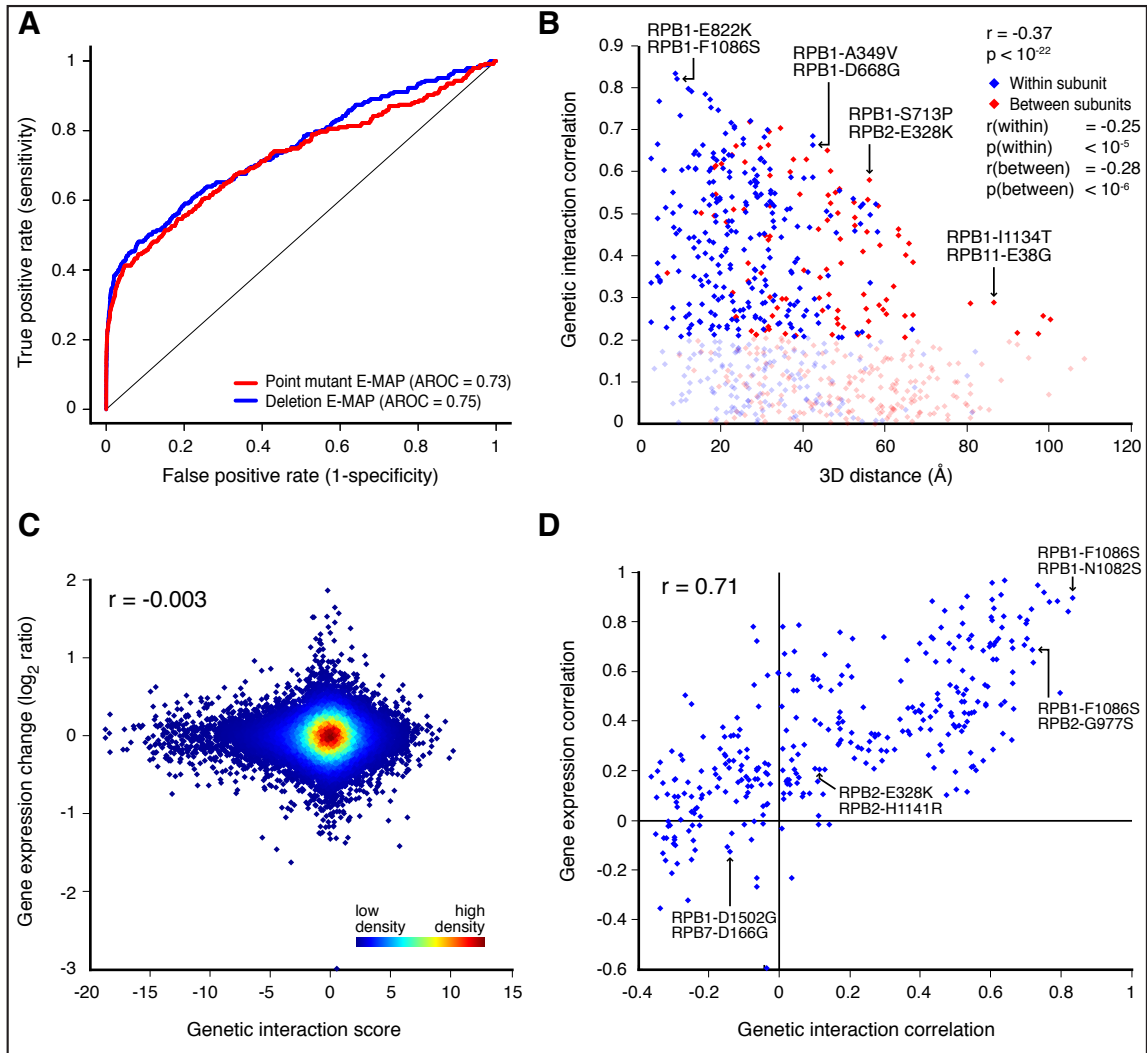 A
1
0.8
0.6
0.4
0.2
0
True positive rate (sensitivity)
Point mutant E-MAP (AROC = 0.73)
Deletion E-MAP (AROC = 0.75)
0
0.2
0.4
0.6
0.8
1
False positive rate (1-specificity)
B
RPB1-E822K
RPB1-F1086S
RPB1-A349V
RPB1-D668G
RPB1-S713P
RPB2-E328K
RPB1-I1134T
RPB11-E38G
r = -0.37
p < 10⁻²²
Within subunit
Between subunits
r(within) = -0.25
p(within) < 10⁻⁵
r(between) = -0.28
p(between) < 10⁻⁶
0.9
0.8
0.7
0.6
0.5
0.4
0.3
0.2
0.1
0
Genetic interaction correlation
0
20
40
60
80
100
120
3D distance (Å)
C
r = -0.003
2
1
0
-1
-2
-3
Gene expression change (log₂ ratio)
low density
high density
-20
-15
-10
-5
0
5
10
15
Genetic interaction score
D
r = 0.71
RPB1-F1086S
RPB1-N1082S
RPB1-F1086S
RPB2-G977S
RPB2-E328K
RPB2-H1141R
RPB1-D1502G
RPB7-D166G
1
0.8
0.6
0.4
0.2
0
-0.2
-0.4
-0.6
Gene expression correlation
-0.4
-0.2
0
0.2
0.4
0.6
0.8
1
Genetic interaction correlation